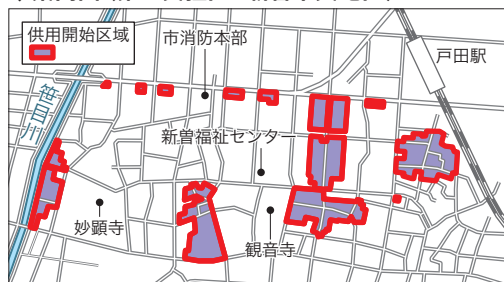 供用開始区域
市消防本部
戸田駅
笹目川
新曽福祉センター
妙顕寺
観音寺